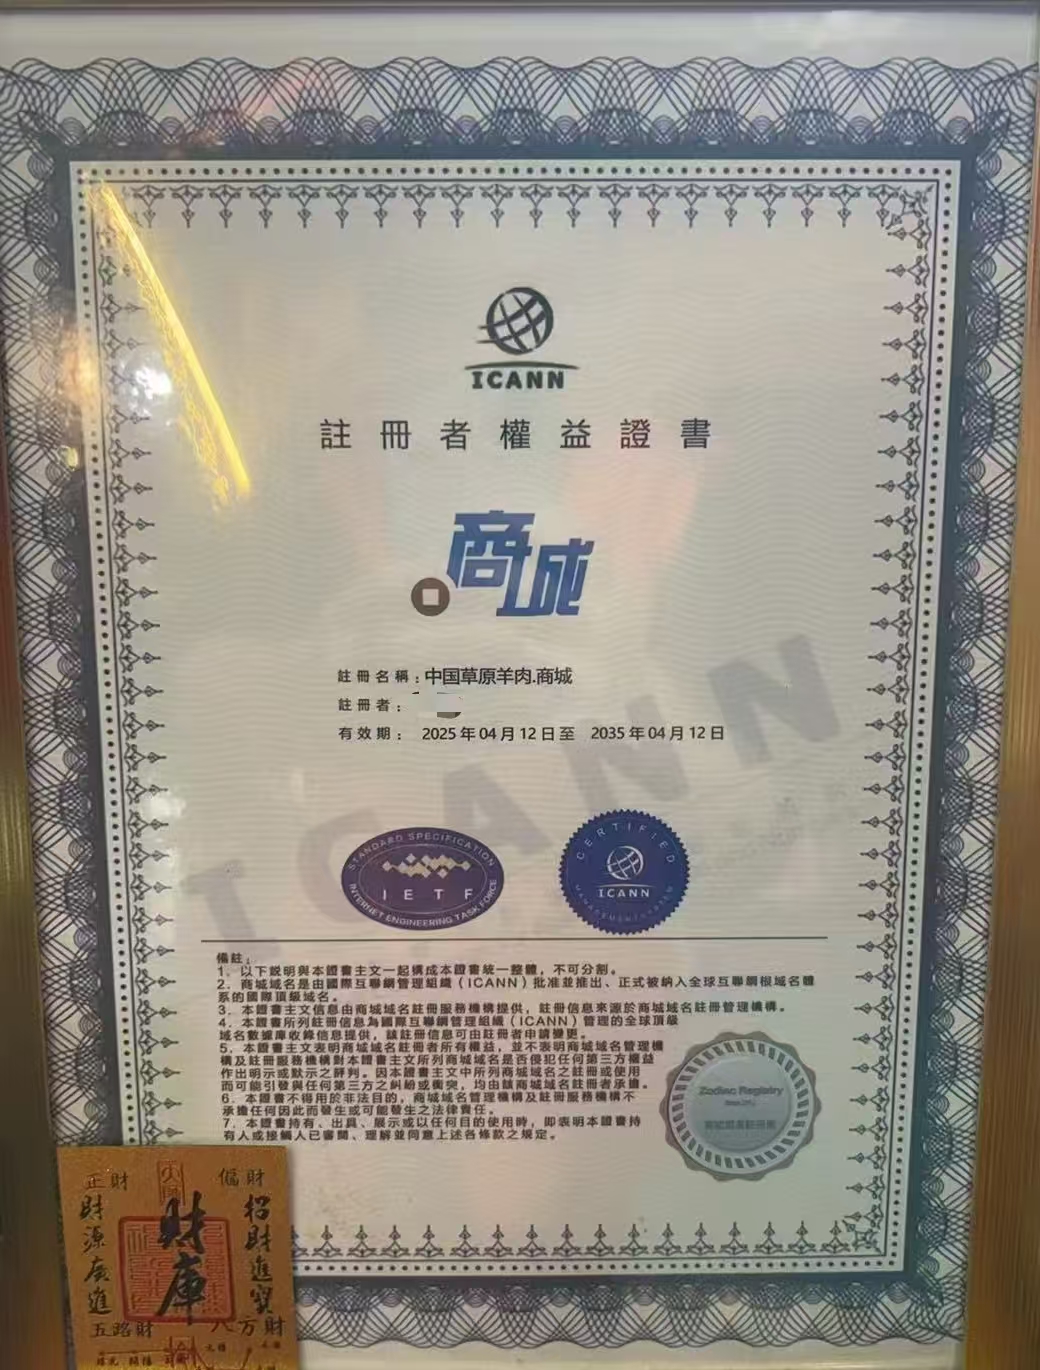 ICANN
註冊者權益證書
商城
註冊名稱：中国草原羊肉.商城
註冊者：
有效期： 2025年04月12日至 2035年04月12日
ICANN
STANDARD SPECIFICATION
IETF
INTERNET ENGINEERING TASK FORCE
CERTIFIED
ICANN
備註：
1、以下説明與本證書主文一起構成本證書統一整體，不可分割。
2、商城域名是由國際互聯網管理組織（ICANN）批准並推出、正式被納入全球互聯網根域名體
系的國際頂級域名。
3、本證書主文信息由商城域名註冊服務機構提供，註冊信息來源於商城域名註冊管理機構。
4、本證書所列註冊信息為國際互聯網管理組織（ICANN）管理的全球頂級
域名數據庫收錄信息提供，該註冊信息可由註冊者申請變更。
5、本證書主文表明商城域名註冊者所有權益，並不表明商城域名管理機
構及註冊服務機構對本證書主文所列商城域名是否侵犯任何第三方權益
作出明示或默示之評判。因本證書主文中所列商城域名之註冊或使用
而可能引發與任何第三方之糾紛或衝突，均由該商城域名註冊者承擔。
6、本證書不得用於非法目的，商城域名管理機構及註冊服務機構不
承擔任何因此而發生或可能發生之法律責任。
7、本證書持有、出具、展示或以任何目的使用時，即表明本證書持
有人或接觸人已審閱、理解並同意上述各條款之規定。
Zodiac Registry
正財
偏財
財源廣進
財庫
招財進寶
五路財
八方財